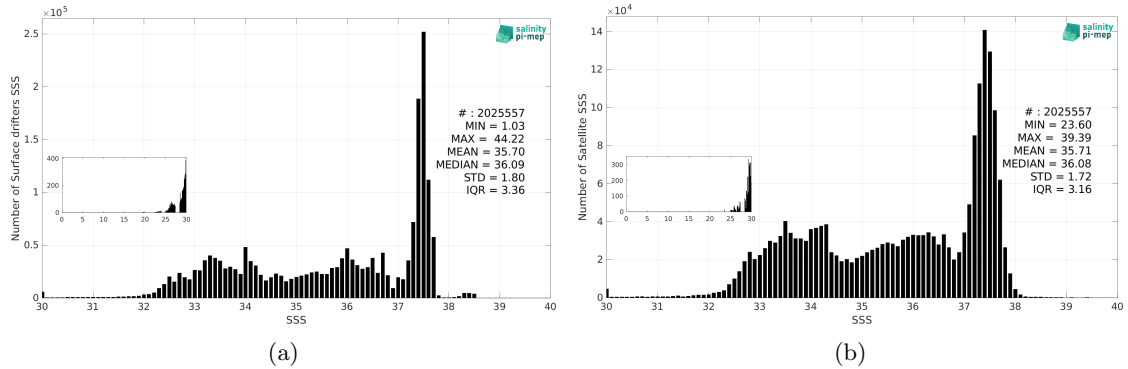 ×10⁵
2.5
2
1.5
1
0.5
0
Number of Surface drifters SSS
salinity
pi-mep
# : 2025557
MIN = 1.03
MAX = 44.22
MEAN = 35.70
MEDIAN = 36.09
STD = 1.80
IQR = 3.36
400
200
0
0 5 10 15 20 25 30
30 31 32 33 34 35 36 37 38 39 40
SSS
(a)
×10⁴
14
12
10
8
6
4
2
0
Number of Satellite SSS
salinity
pi-mep
# : 2025557
MIN = 23.60
MAX = 39.39
MEAN = 35.71
MEDIAN = 36.08
STD = 1.72
IQR = 3.16
300
200
100
0
0 5 10 15 20 25 30
30 31 32 33 34 35 36 37 38 39 40
SSS
(b)